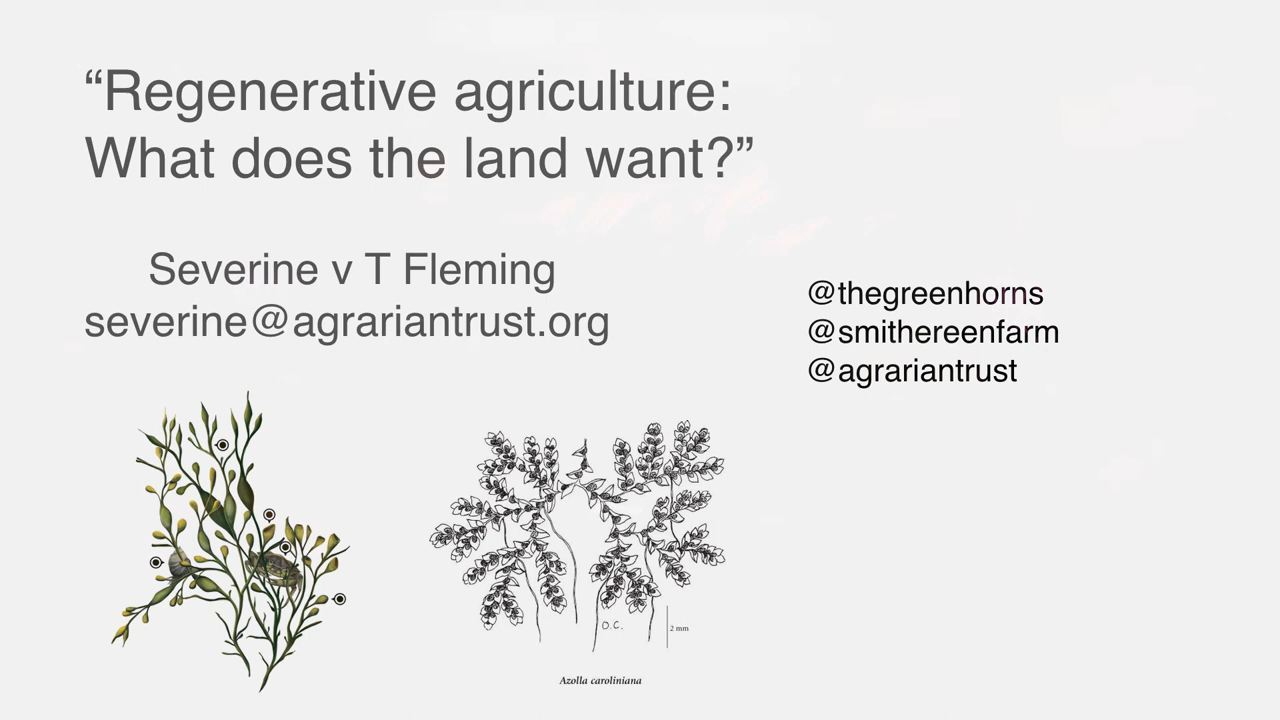 “Regenerative agriculture:
What does the land want?”
Severine v T Fleming
severine@agrariantrust.org
@thegreenhorns
@smithereenfarm
@agrariantrust
O.C.
2 mm
Azolla caroliniana